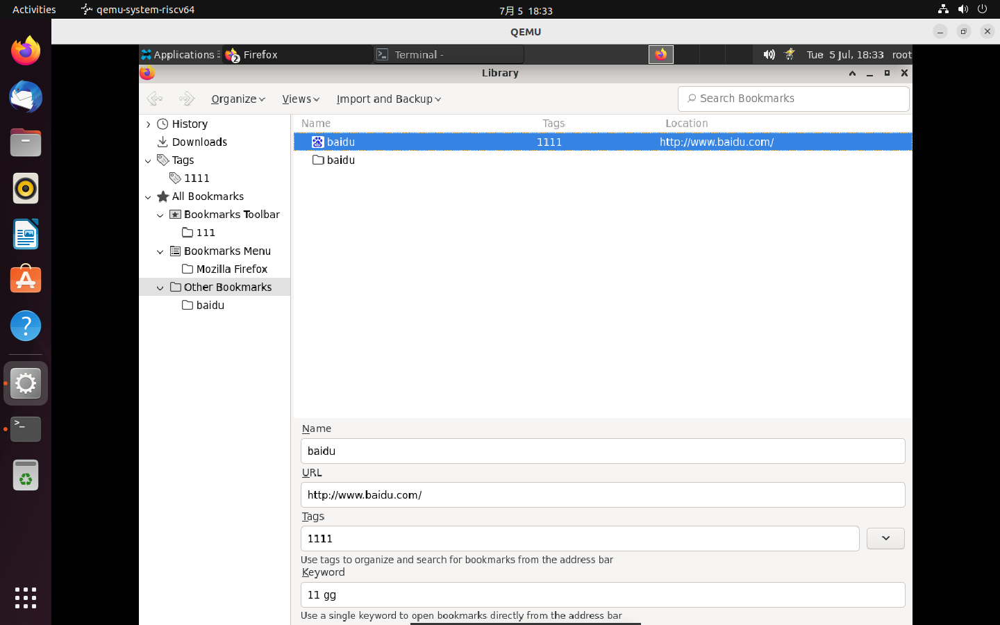 Activities qemu-system-riscv64 7月 5 18:33
QEMU
Applications Firefox Terminal - Tue 5 Jul, 18:33 root
2
Library
Organize Views Import and Backup Search Bookmarks
History
Downloads
Tags
1111
All Bookmarks
Bookmarks Toolbar
111
Bookmarks Menu
Mozilla Firefox
Other Bookmarks
baidu
Name Tags Location
baidu 1111 http://www.baidu.com/
baidu
Name
baidu
URL
http://www.baidu.com/
Tags
1111
Use tags to organize and search for bookmarks from the address bar
Keyword
11 gg
Use a single keyword to open bookmarks directly from the address bar